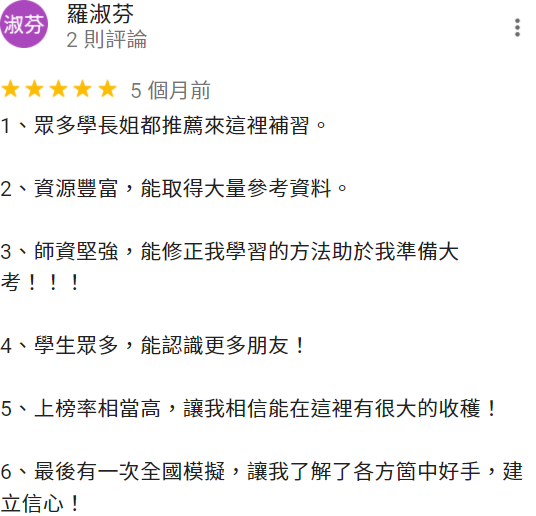 淑芬
羅淑芬
2 則評論
5 個月前
1、眾多學長姐都推薦來這裡補習。
2、資源豐富，能取得大量參考資料。
3、師資堅強，能修正我學習的方法助於我準備大
考！！！
4、學生眾多，能認識更多朋友！
5、上榜率相當高，讓我相信能在這裡有很大的收穫！
6、最後有一次全國模擬，讓我了解了各方箇中好手，建
立信心！